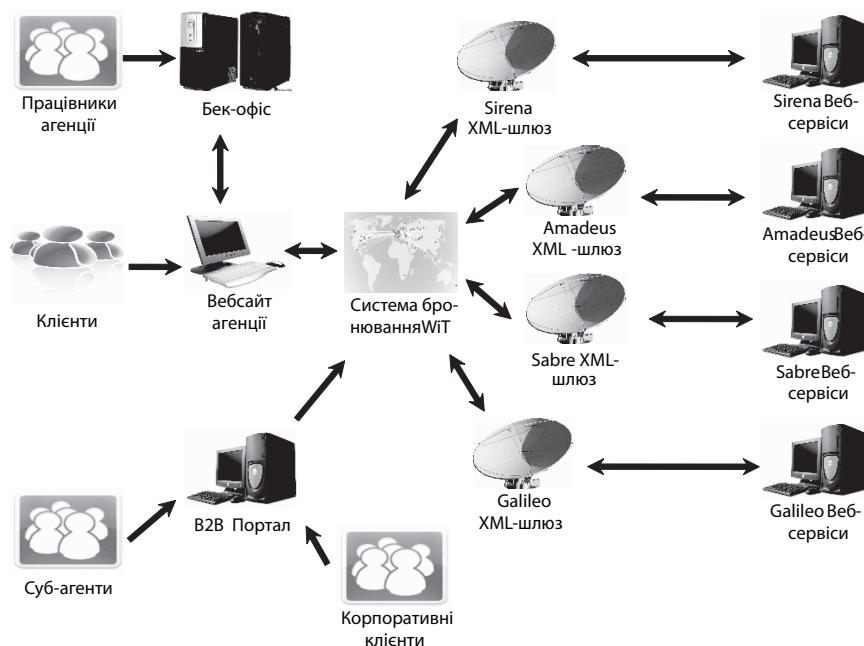 Працівники
агенції
Бек-офіс
Sirena
XML-шлюз
Sirena Веб-
сервіси
Клієнти
Вебсайт
агенції
Система бро-
нюванняWiT
Amadeus
XML -шлюз
AmadeusВеб-
сервіси
Sabre XML-
шлюз
SabreВеб-
сервіси
Суб-агенти
B2B Портал
Корпоративні
клієнти
Galileo
XML-шлюз
Galileo Веб-
сервіси